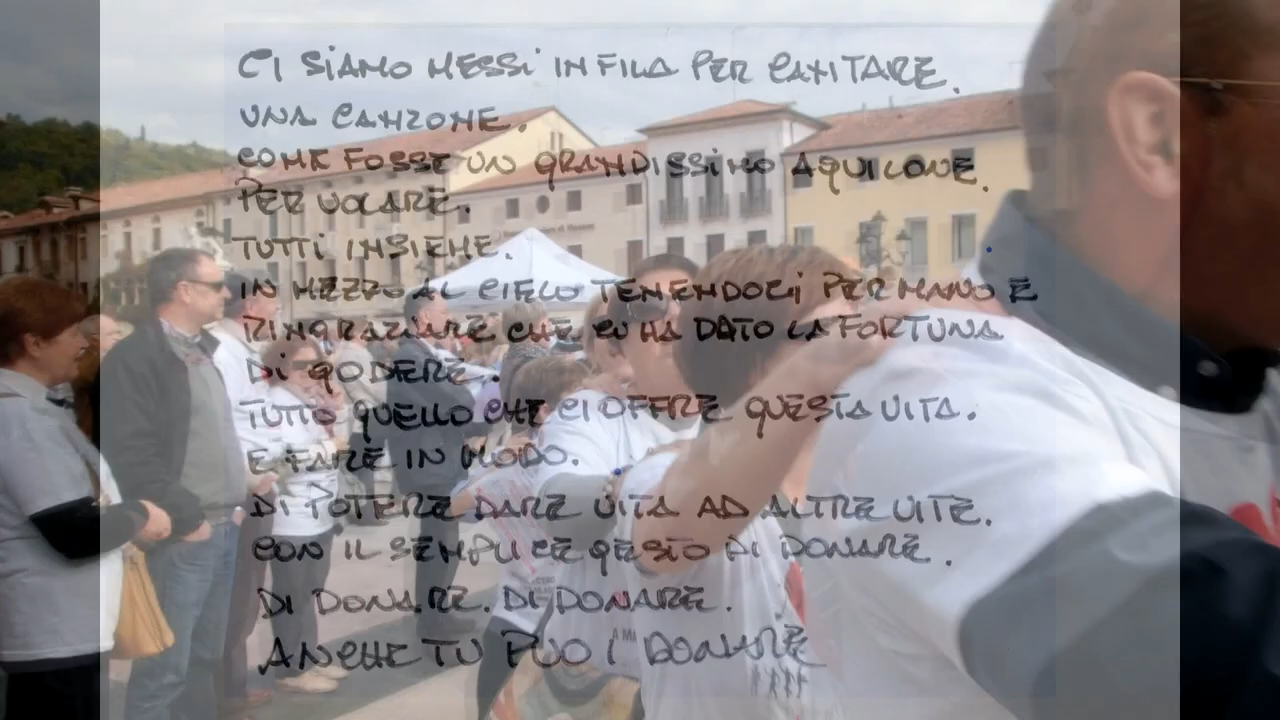 CI SIAMO MESSI IN FILA PER CANTARE.
UNA CANZONE.
COME FOSSE UN GRANDISSIMO AQUILONE.
PER VOLARE.
TUTTI INSIEME.
IN MEZZO AL CIELO TENENDOCI PER MANO E
RINGRAZIARE CHE CI HA DATO LA FORTUNA
DI GODERE.
TUTTO QUELLO CHE CI OFFRE QUESTA VITA.
E FARE IN MODO.
DI POTERE DARE VITA AD ALTRE VITE.
CON IL SEMPLICE GESTO DI DONARE.
DI DONARE. DI DONARE.
ANCHE TU PUOI DONARE